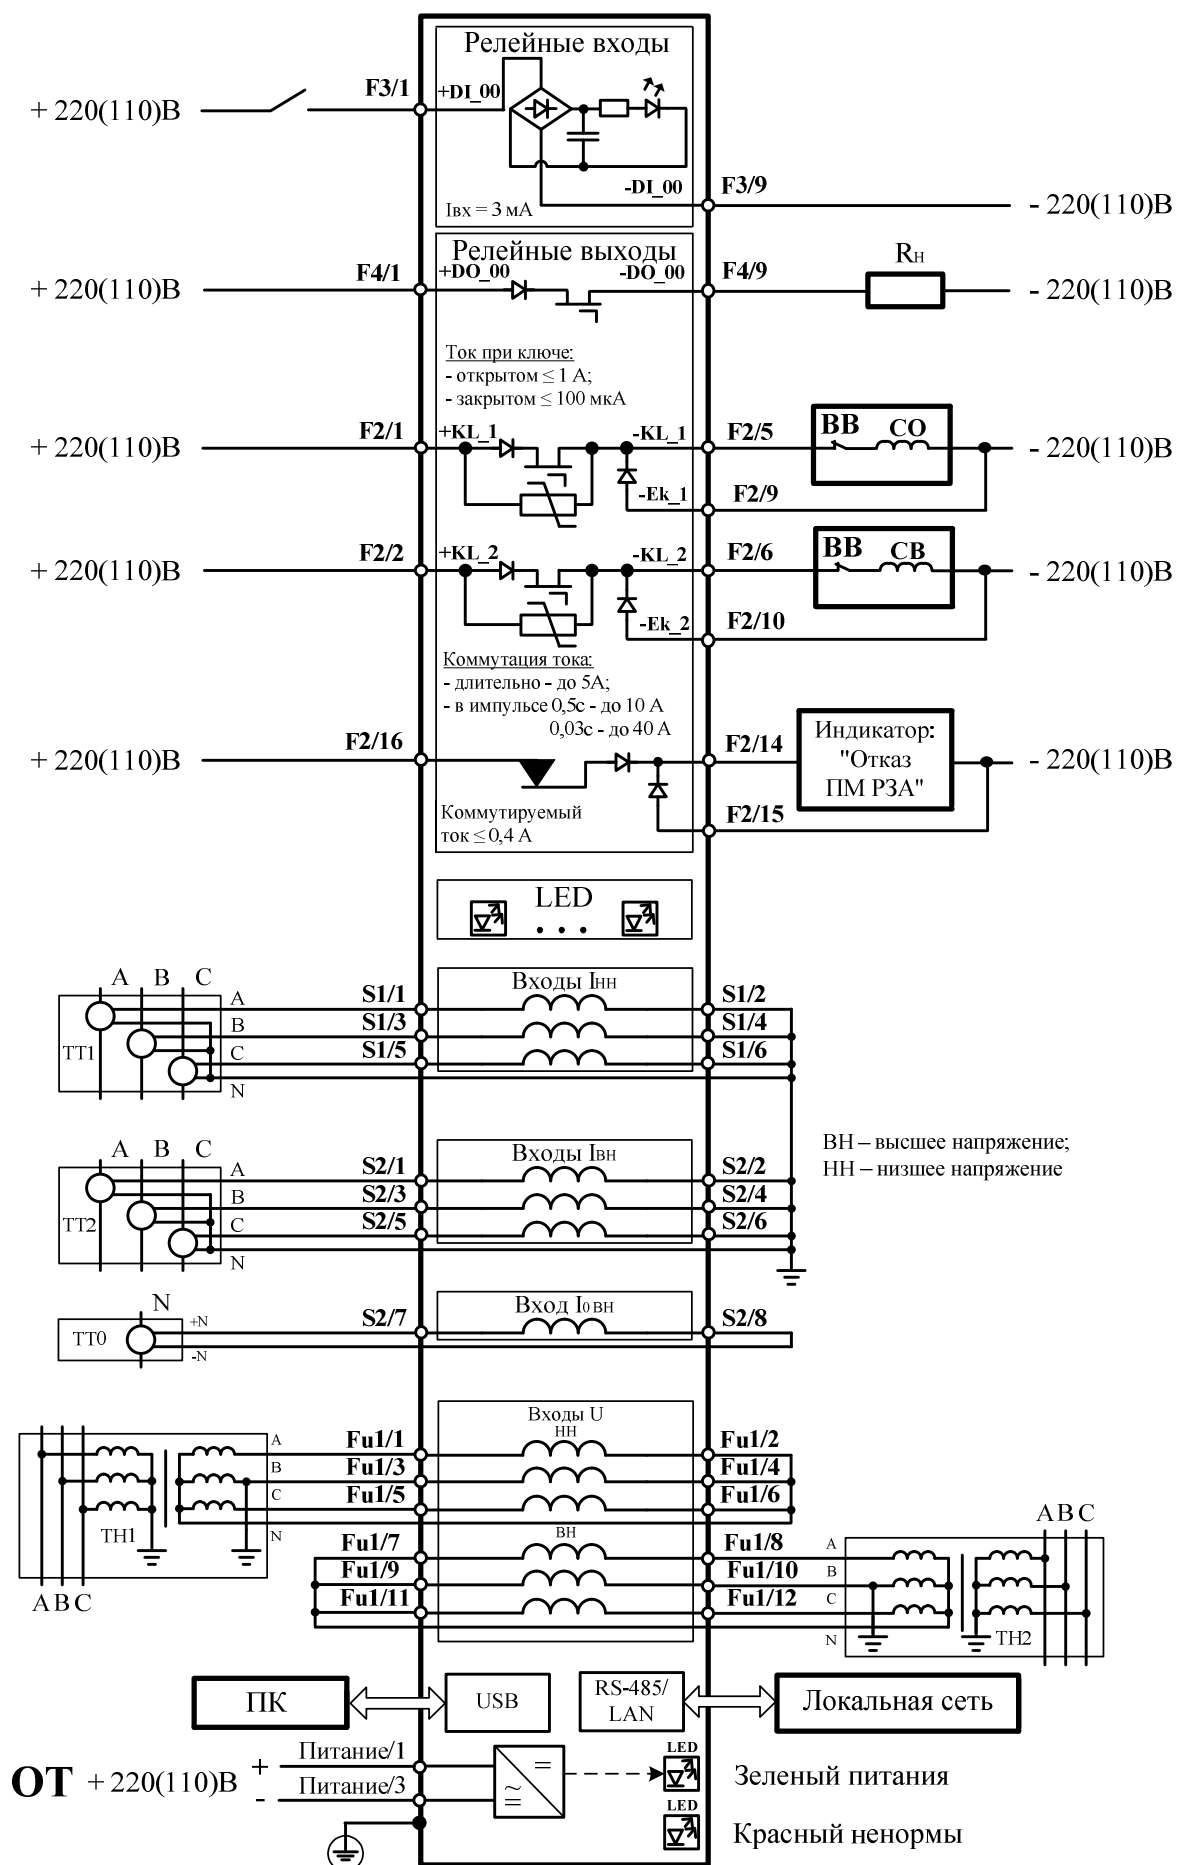 Релейные входы
+ 220(110)В
F3/1
+DI_00
-DI_00
F3/9
- 220(110)В
Iвх = 3 мА
Релейные выходы
+ 220(110)В
F4/1
+DO_00
-DO_00
F4/9
Rн
- 220(110)В
Ток при ключе:
- открытом ≤ 1 А;
- закрытом ≤ 100 мкА
+ 220(110)В
F2/1
+KL_1
-KL_1
F2/5
ВВ
СО
- 220(110)В
-Ek_1
F2/9
+ 220(110)В
F2/2
+KL_2
-KL_2
F2/6
ВВ
СВ
- 220(110)В
-Ek_2
F2/10
Коммутация тока:
- длительно - до 5А;
- в импульсе 0,5с - до 10 А
0,03с - до 40 А
+ 220(110)В
F2/16
F2/14
Индикатор:
"Отказ
ПМ РЗА"
- 220(110)В
F2/15
Коммутируемый
ток ≤ 0,4 А
LED
. . .
A B C
Входы Iнн
TT1
A
S1/1
S1/2
B
S1/3
S1/4
C
S1/5
S1/6
N
ВН – высшее напряжение;
НН – низшее напряжение
A B C
Входы Iвн
TT2
A
S2/1
S2/2
B
S2/3
S2/4
C
S2/5
S2/6
N
N
Вход I0 вн
TT0
+N
-N
S2/7
S2/8
Входы U
НН
A
Fu1/1
Fu1/2
B
Fu1/3
Fu1/4
C
Fu1/5
Fu1/6
N
ТН1
A B C
ВН
Fu1/7
Fu1/8
A
Fu1/9
Fu1/10
B
Fu1/11
Fu1/12
C
N
A B C
ТН2
ПК
USB
RS-485/
LAN
Локальная сеть
ОТ + 220(110)В
+
Питание/1
-
Питание/3
=
~
=
LED
Зеленый питания
LED
Красный ненормы